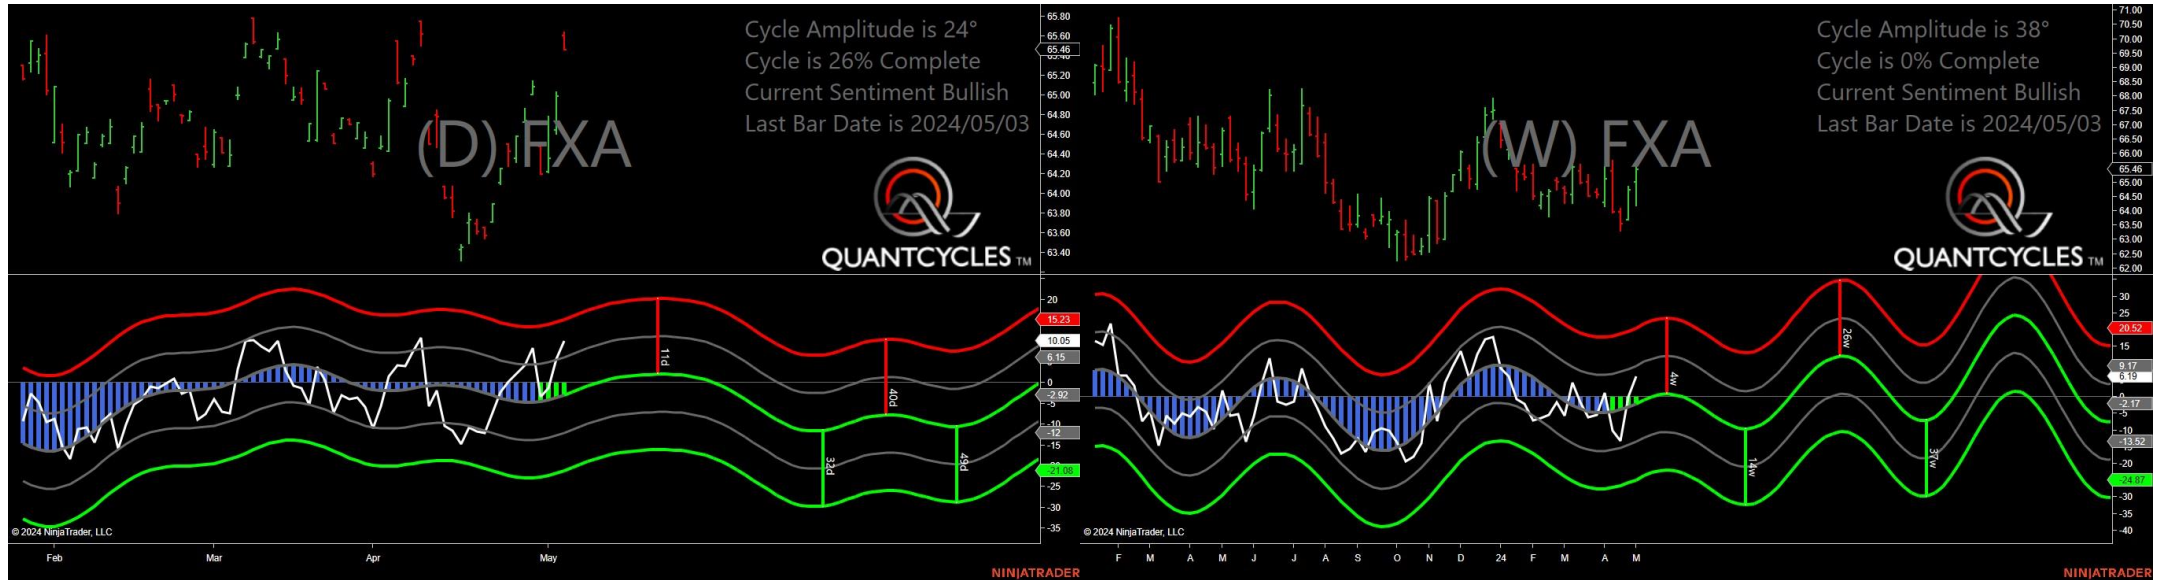 Cycle Amplitude is 24°
Cycle is 26% Complete
Current Sentiment Bullish
Last Bar Date is 2024/05/03
(D) FXA
QUANTCYCLES TM
65.80
65.60
65.46
65.40
65.20
65.00
64.80
64.60
64.40
64.20
64.00
63.80
63.60
63.40
20
15.23
10.05
6.15
0
-2.92
-5
-10
-12
-15
-21.08
-25
-30
-35
11d
40d
32d
49d
© 2024 NinjaTrader, LLC
Feb Mar Apr May
NINJATRADER
Cycle Amplitude is 38°
Cycle is 0% Complete
Current Sentiment Bullish
Last Bar Date is 2024/05/03
(W) FXA
QUANTCYCLES TM
71.00
70.50
70.00
69.50
69.00
68.50
68.00
67.50
67.00
66.50
66.00
65.46
65.00
64.50
64.00
63.50
63.00
62.50
62.00
30
25
20.52
15
9.17
6.19
-2.17
-5
-10
-13.52
-20
-24.87
-30
-35
-40
4w
26w
14w
37w
© 2024 NinjaTrader, LLC
F M A M J J A S O N D 24 F M A M
NINJATRADER